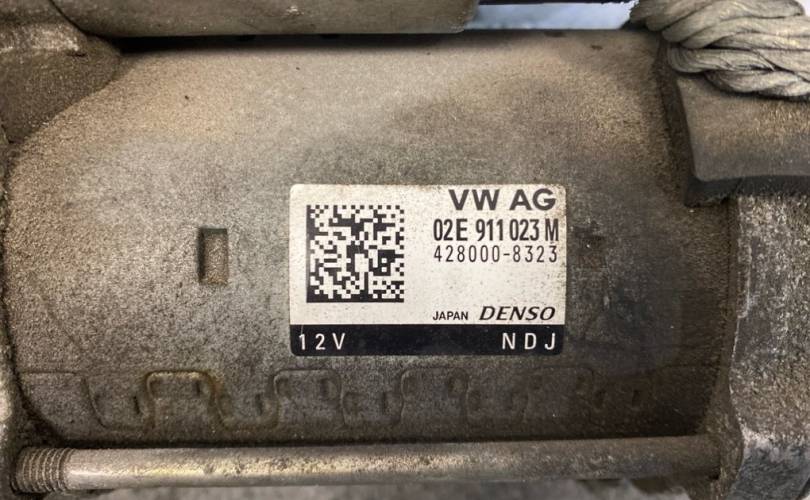 VW AG
02E 911 023 M
428000-8323
JAPAN DENSO
12V NDJ